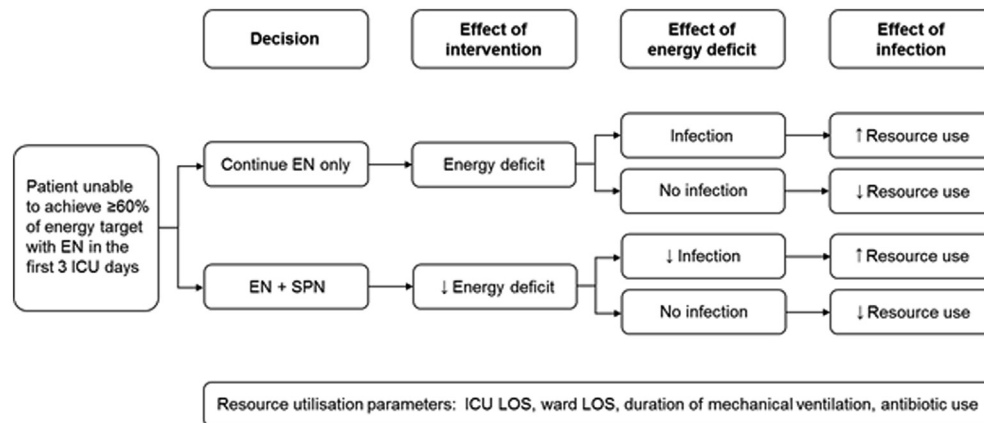 Decision
Effect of
intervention
Effect of
energy deficit
Effect of
infection
Patient unable
to achieve ≥60%
of energy target
with EN in the
first 3 ICU days
Continue EN only
Energy deficit
Infection
↑ Resource use
No infection
↓ Resource use
EN + SPN
↓ Energy deficit
↓ Infection
↑ Resource use
No infection
↓ Resource use
Resource utilisation parameters: ICU LOS, ward LOS, duration of mechanical ventilation, antibiotic use